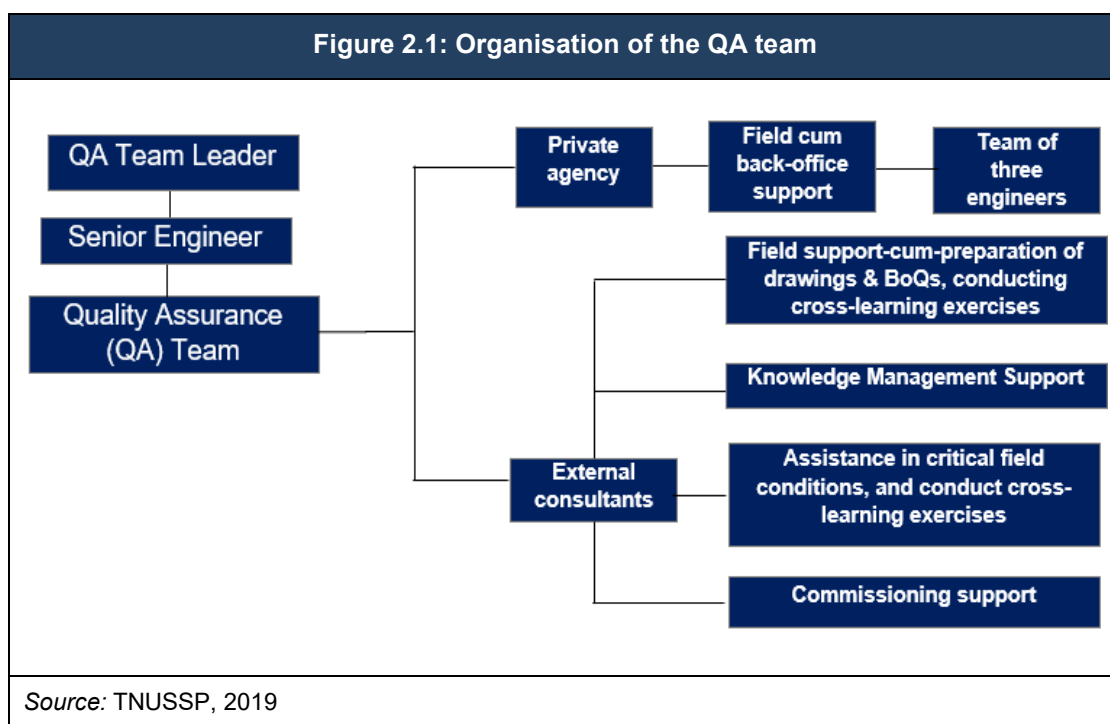 Figure 2.1: Organisation of the QA team
QA Team Leader
Senior Engineer
Quality Assurance
(QA) Team
Private
agency
Field cum
back-office
support
Team of
three
engineers
Field support-cum-preparation of
drawings & BoQs, conducting
cross-learning exercises
Knowledge Management Support
External
consultants
Assistance in critical field
conditions, and conduct cross-
learning exercises
Commissioning support
Source: TNUSSP, 2019